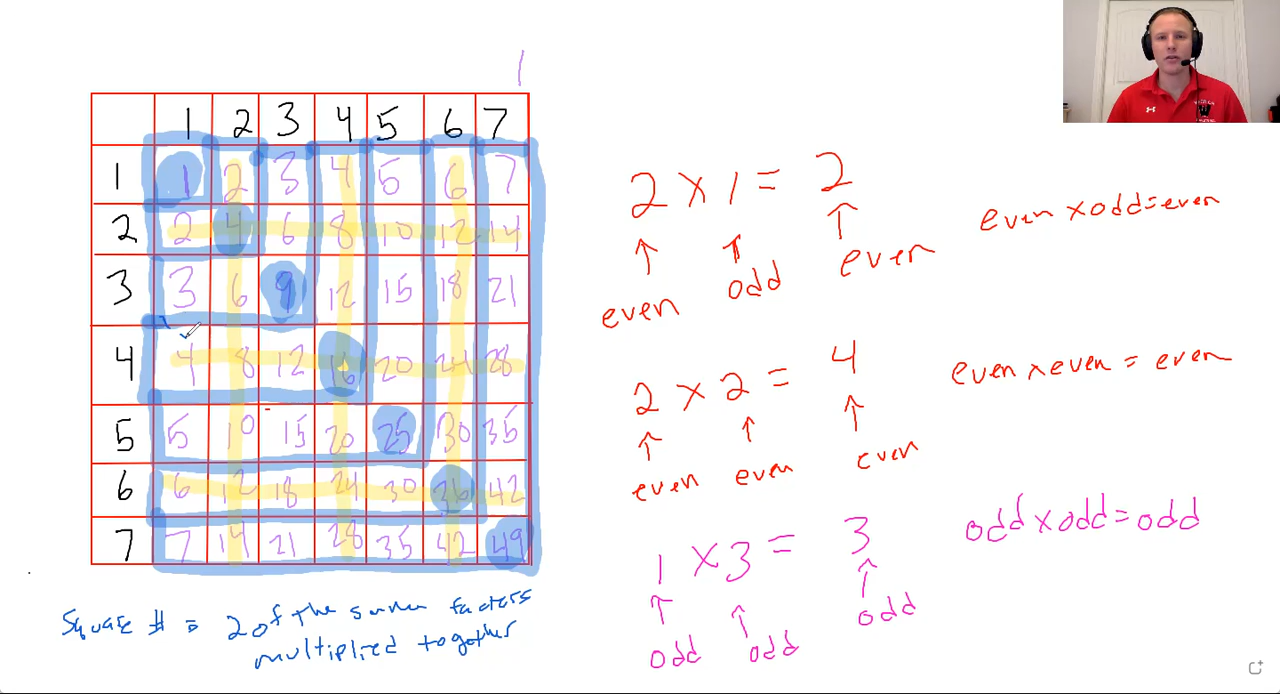 1
1 2 3 4 5 6 7
1 1 2 3 4 5 6 7
2 2 4 6 8 10 12 14
3 3 6 9 12 15 18 21
4 4 8 12 16 20 24 28
5 5 10 15 20 25 30 35
6 6 12 18 24 30 36 42
7 7 14 21 28 35 42 49
Square # = 2 of the same factors
multiplied together
2 x 1 = 2
even x odd = even
even odd even
2 x 2 = 4
even x even = even
even even even
1 x 3 = 3
odd x odd = odd
odd odd odd